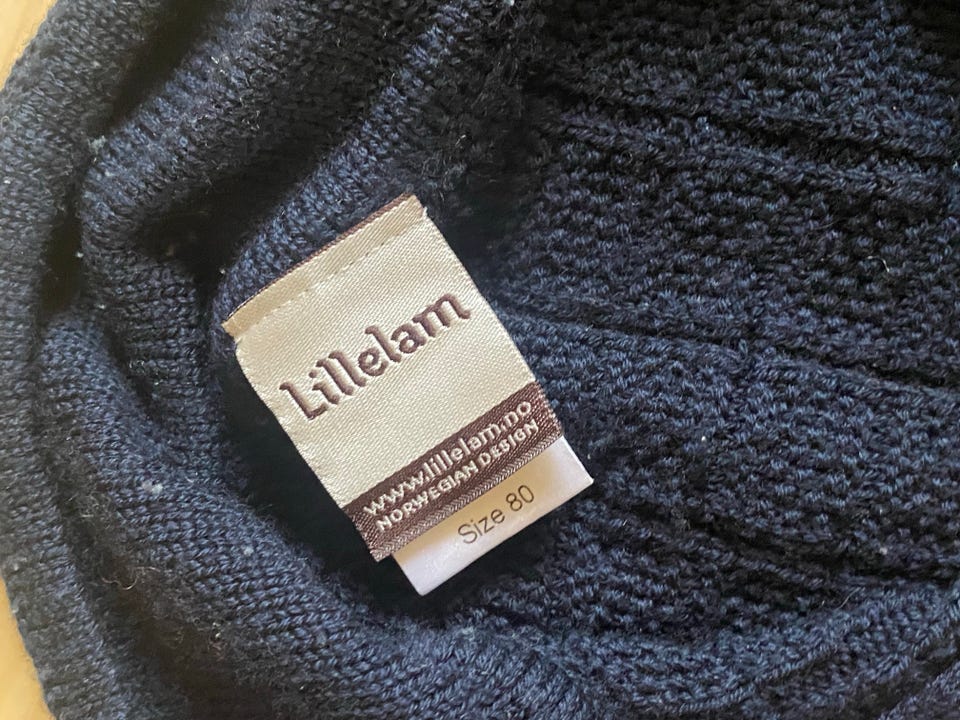 Lillelam
www.lillelam.no
NORWEGIAN DESIGN
Size 80